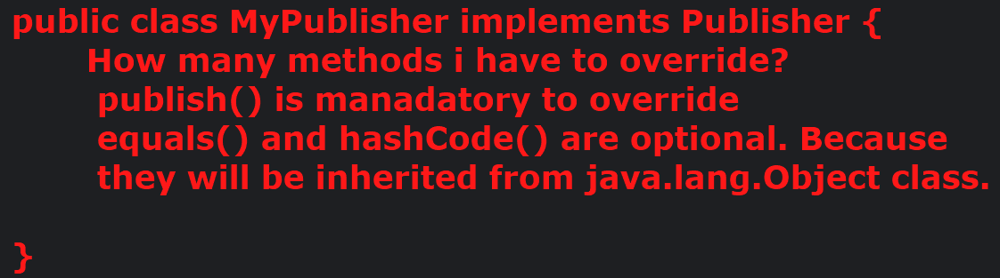 public class MyPublisher implements Publisher {
How many methods i have to override?
publish() is manadatory to override
equals() and hashCode() are optional. Because
they will be inherited from java.lang.Object class.
}